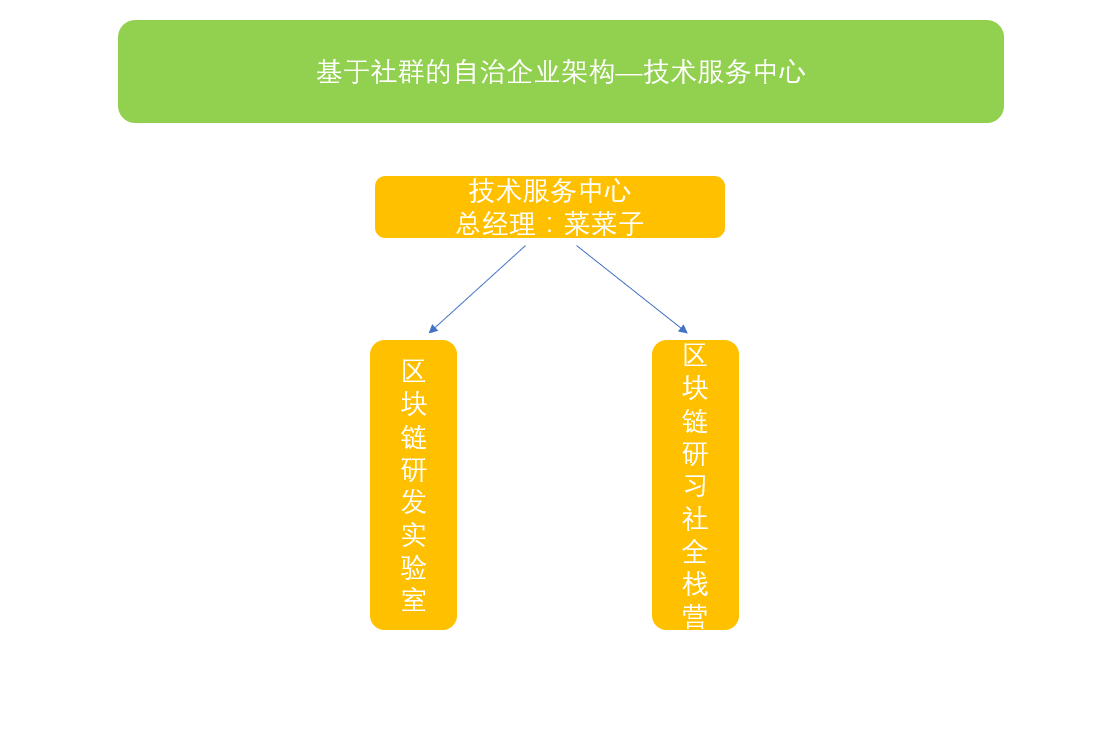 基于社群的自治企业架构—技术服务中心
技术服务中心
总经理：菜菜子
区块链研发实验室
区块链研习社全栈营